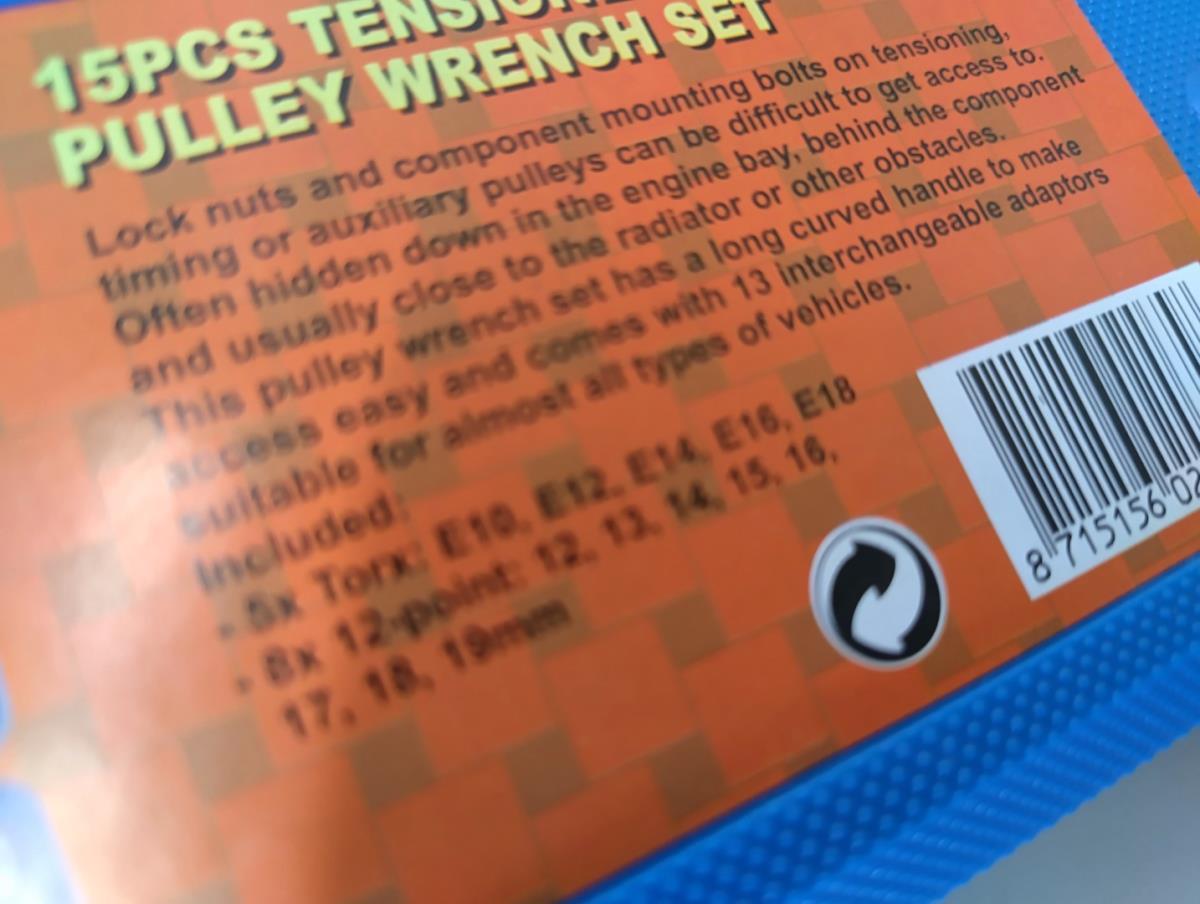 15PCS TENSION
PULLEY WRENCH SET
Lock nuts and component mounting bolts on tensioning,
timing or auxiliary pulleys can be difficult to get access to.
Often hidden down in the engine bay, behind the component
and usually close to the radiator or other obstacles.
This pulley wrench set has a long curved handle to make
access easy and comes with 13 interchangeable adaptors
suitable for almost all types of vehicles.
Included:
- 5x Torx: E10, E12, E14, E16, E18
- 8x 12-point: 12, 13, 14, 15, 16,
17, 18, 19mm
8 715156 02